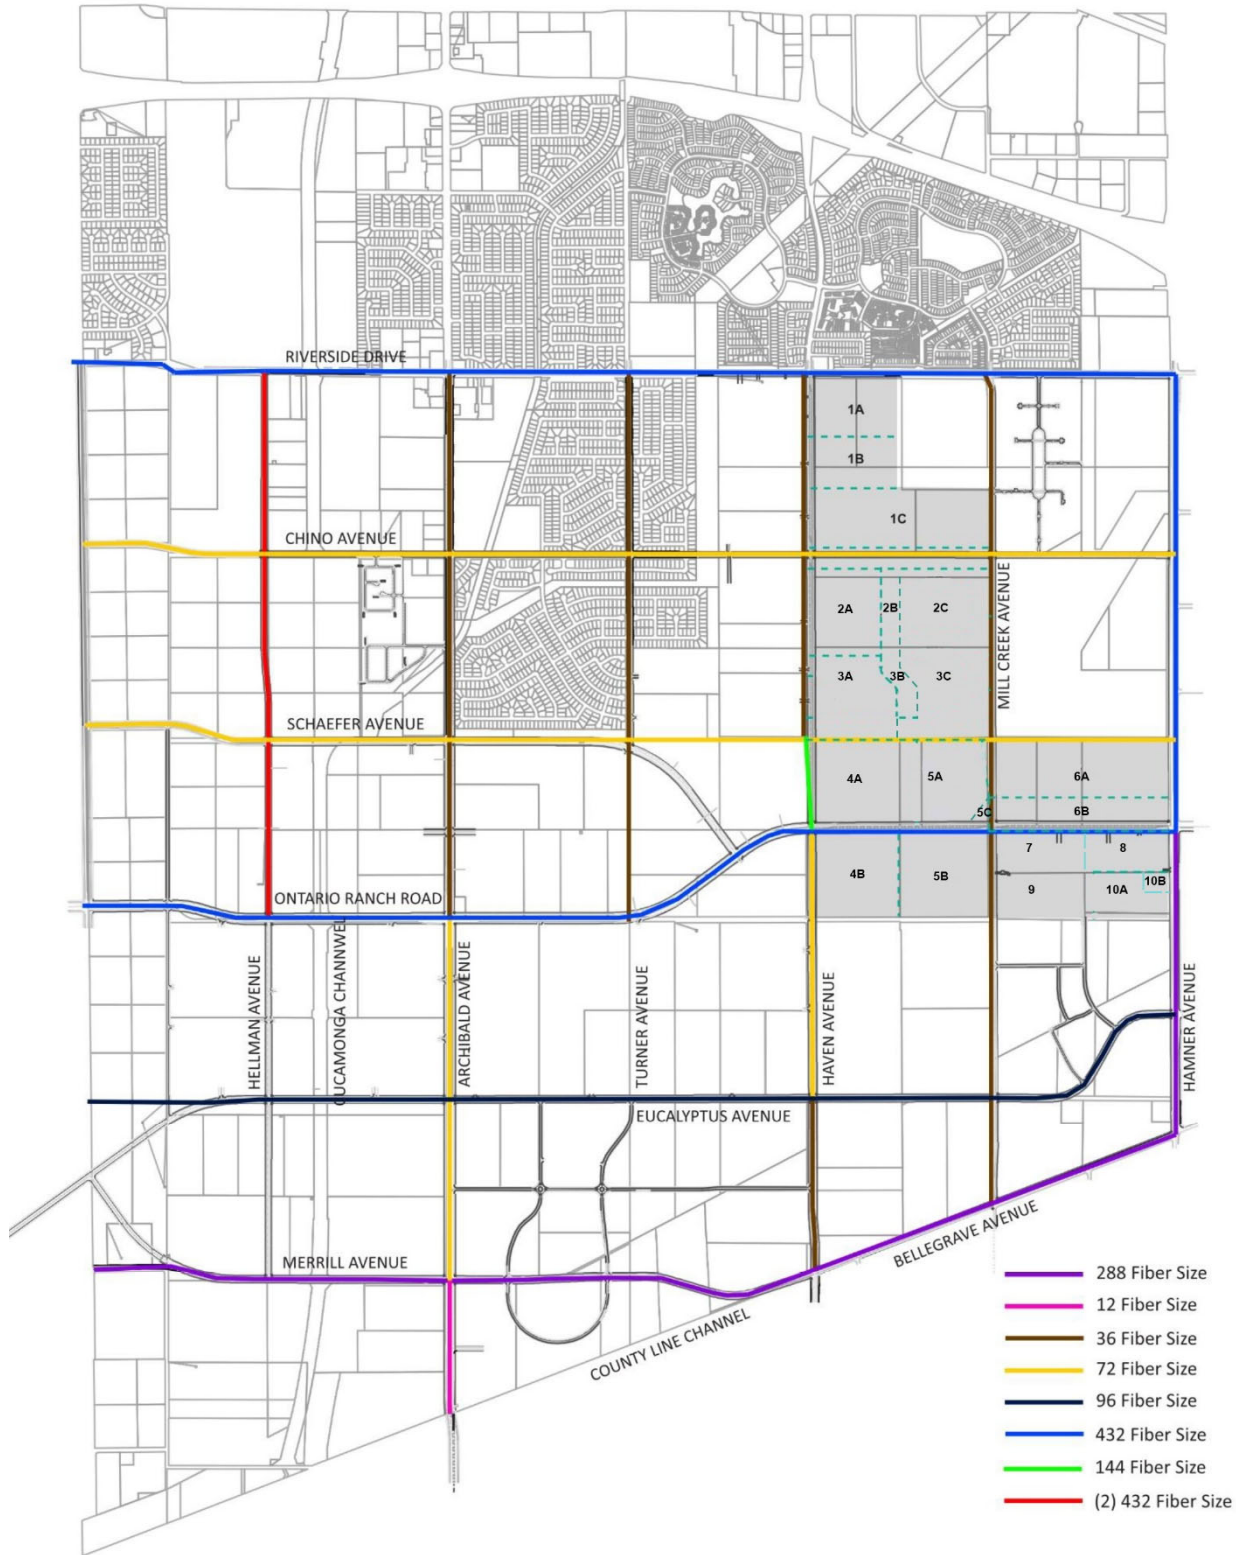 RIVERSIDE DRIVE
1A
1B
1C
CHINO AVENUE
2A
2B
2C
MILL CREEK AVENUE
3A
3B
3C
SCHAEFER AVENUE
4A
5A
6A
5C
6B
7
8
4B
5B
9
10A
10B
ONTARIO RANCH ROAD
HELLMAN AVENUE
CUCAMONGA CHANNWEL
ARCHIBALD AVENUE
TURNER AVENUE
HAVEN AVENUE
HAMNER AVENUE
EUCALYPTUS AVENUE
MERRILL AVENUE
BELLEGRAVE AVENUE
COUNTY LINE CHANNEL
288 Fiber Size
12 Fiber Size
36 Fiber Size
72 Fiber Size
96 Fiber Size
432 Fiber Size
144 Fiber Size
(2) 432 Fiber Size